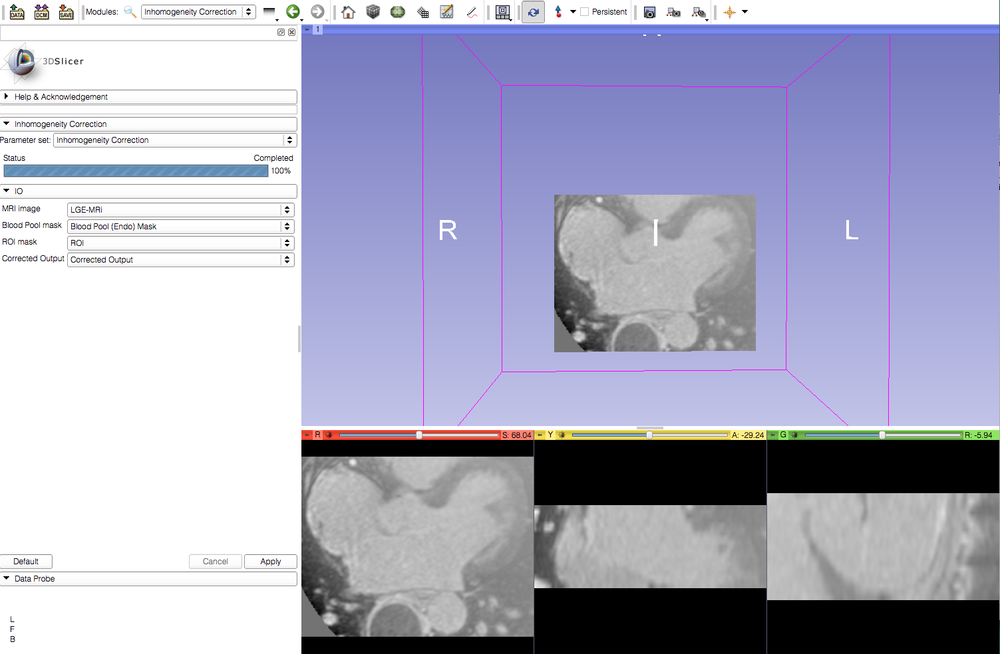 DATA
DCM
SAVE
Modules:
Inhomogeneity Correction
Persistent
1
3DSlicer
Help & Acknowledgement
Inhomogeneity Correction
Parameter set: Inhomogeneity Correction
Status Completed
100%
IO
MRI image LGE-MRi
Blood Pool mask Blood Pool (Endo) Mask
ROI mask ROI
Corrected Output Corrected Output
Default Cancel Apply
Data Probe
L
F
B
R I L
R S: 68.04
Y A: -29.24
G R: -5.94